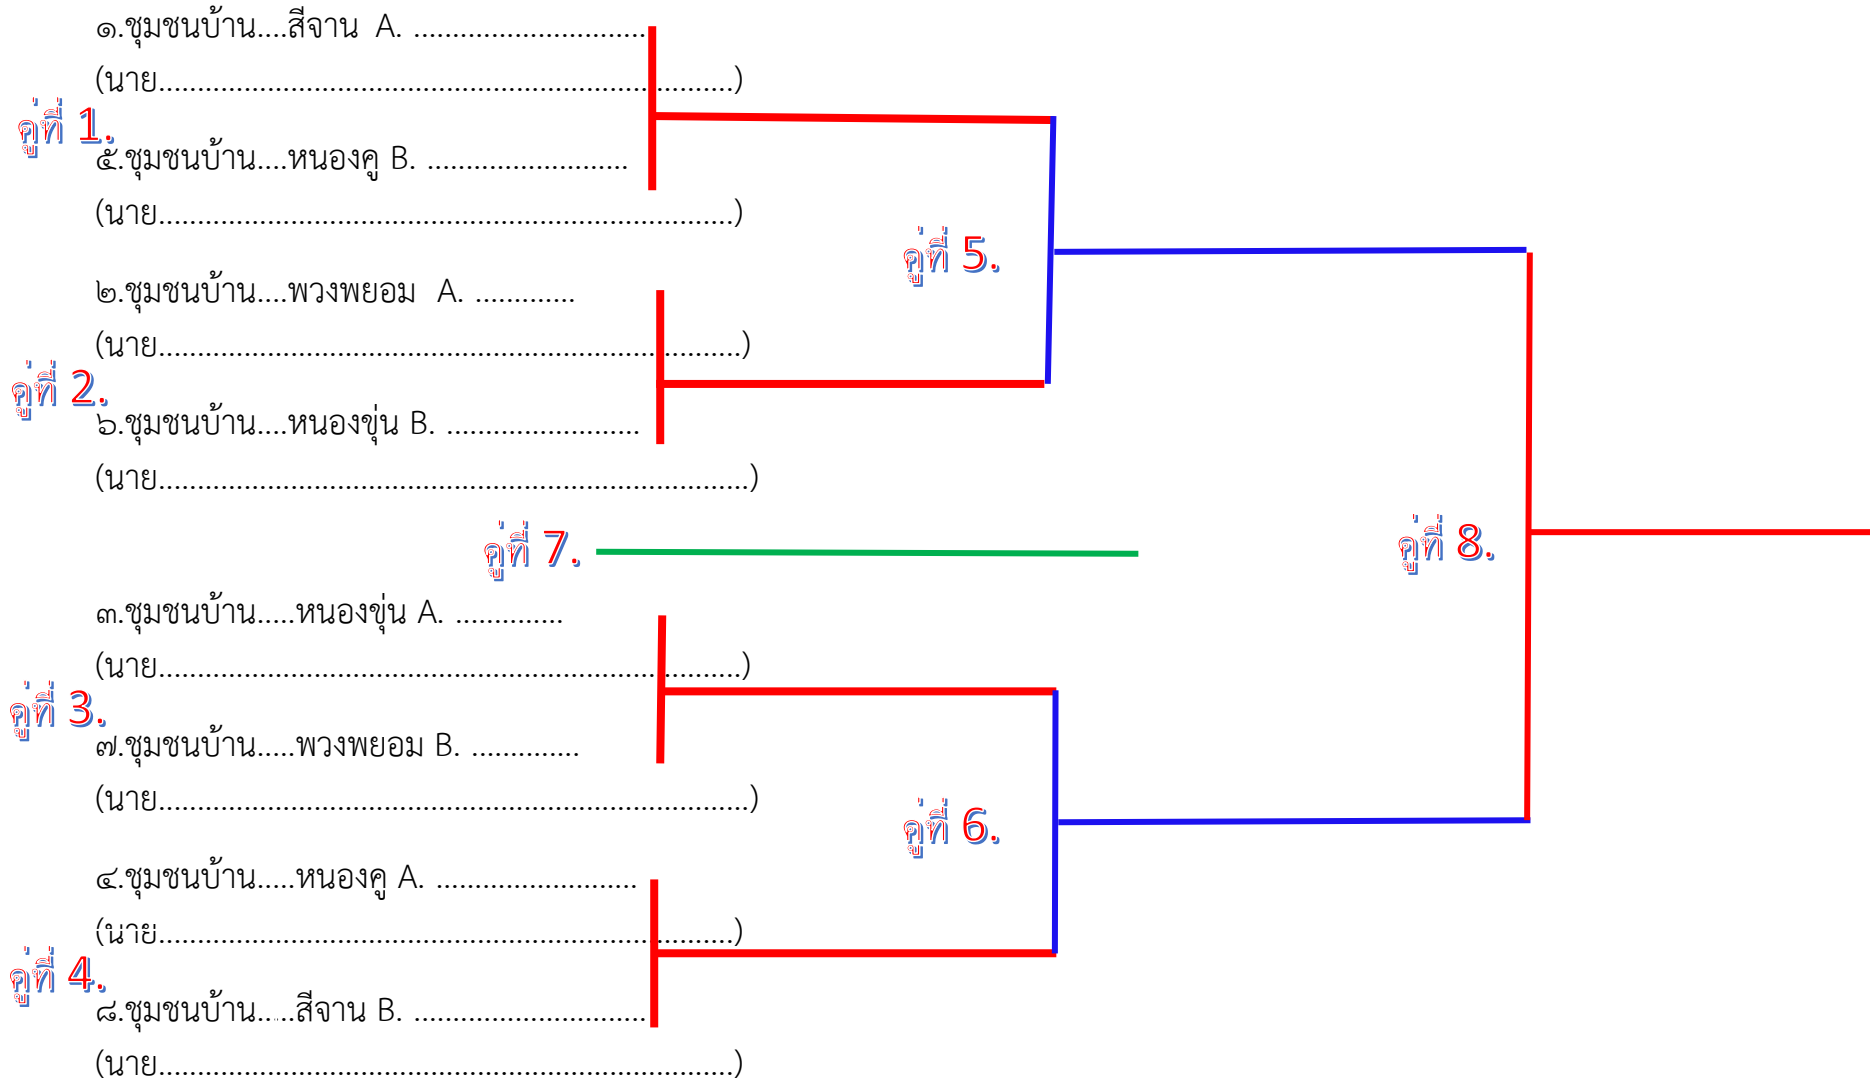 ๑.ชุมชนบ้าน....สีจาน  A. ..............................
(นาย..........................................................................)
คู่ที่ 1.
๕.ชุมชนบ้าน....หนองคู B. ..........................
(นาย..........................................................................)
คู่ที่ 5.
๒.ชุมชนบ้าน....พวงพยอม  A. .............
(นาย...........................................................................)
คู่ที่ 2.
๖.ชุมชนบ้าน....หนองขุ่น B. .........................
(นาย............................................................................)
คู่ที่ 7.
คู่ที่ 8.
๓.ชุมชนบ้าน.....หนองขุ่น A. ..............
(นาย...........................................................................)
คู่ที่ 3.
๗.ชุมชนบ้าน.....พวงพยอม B. ..............
(นาย............................................................................)
คู่ที่ 6.
๔.ชุมชนบ้าน.....หนองคู A. ..........................
(นาย..........................................................................)
คู่ที่ 4.
๘.ชุมชนบ้าน.....สีจาน B. ..............................
(นาย..........................................................................)